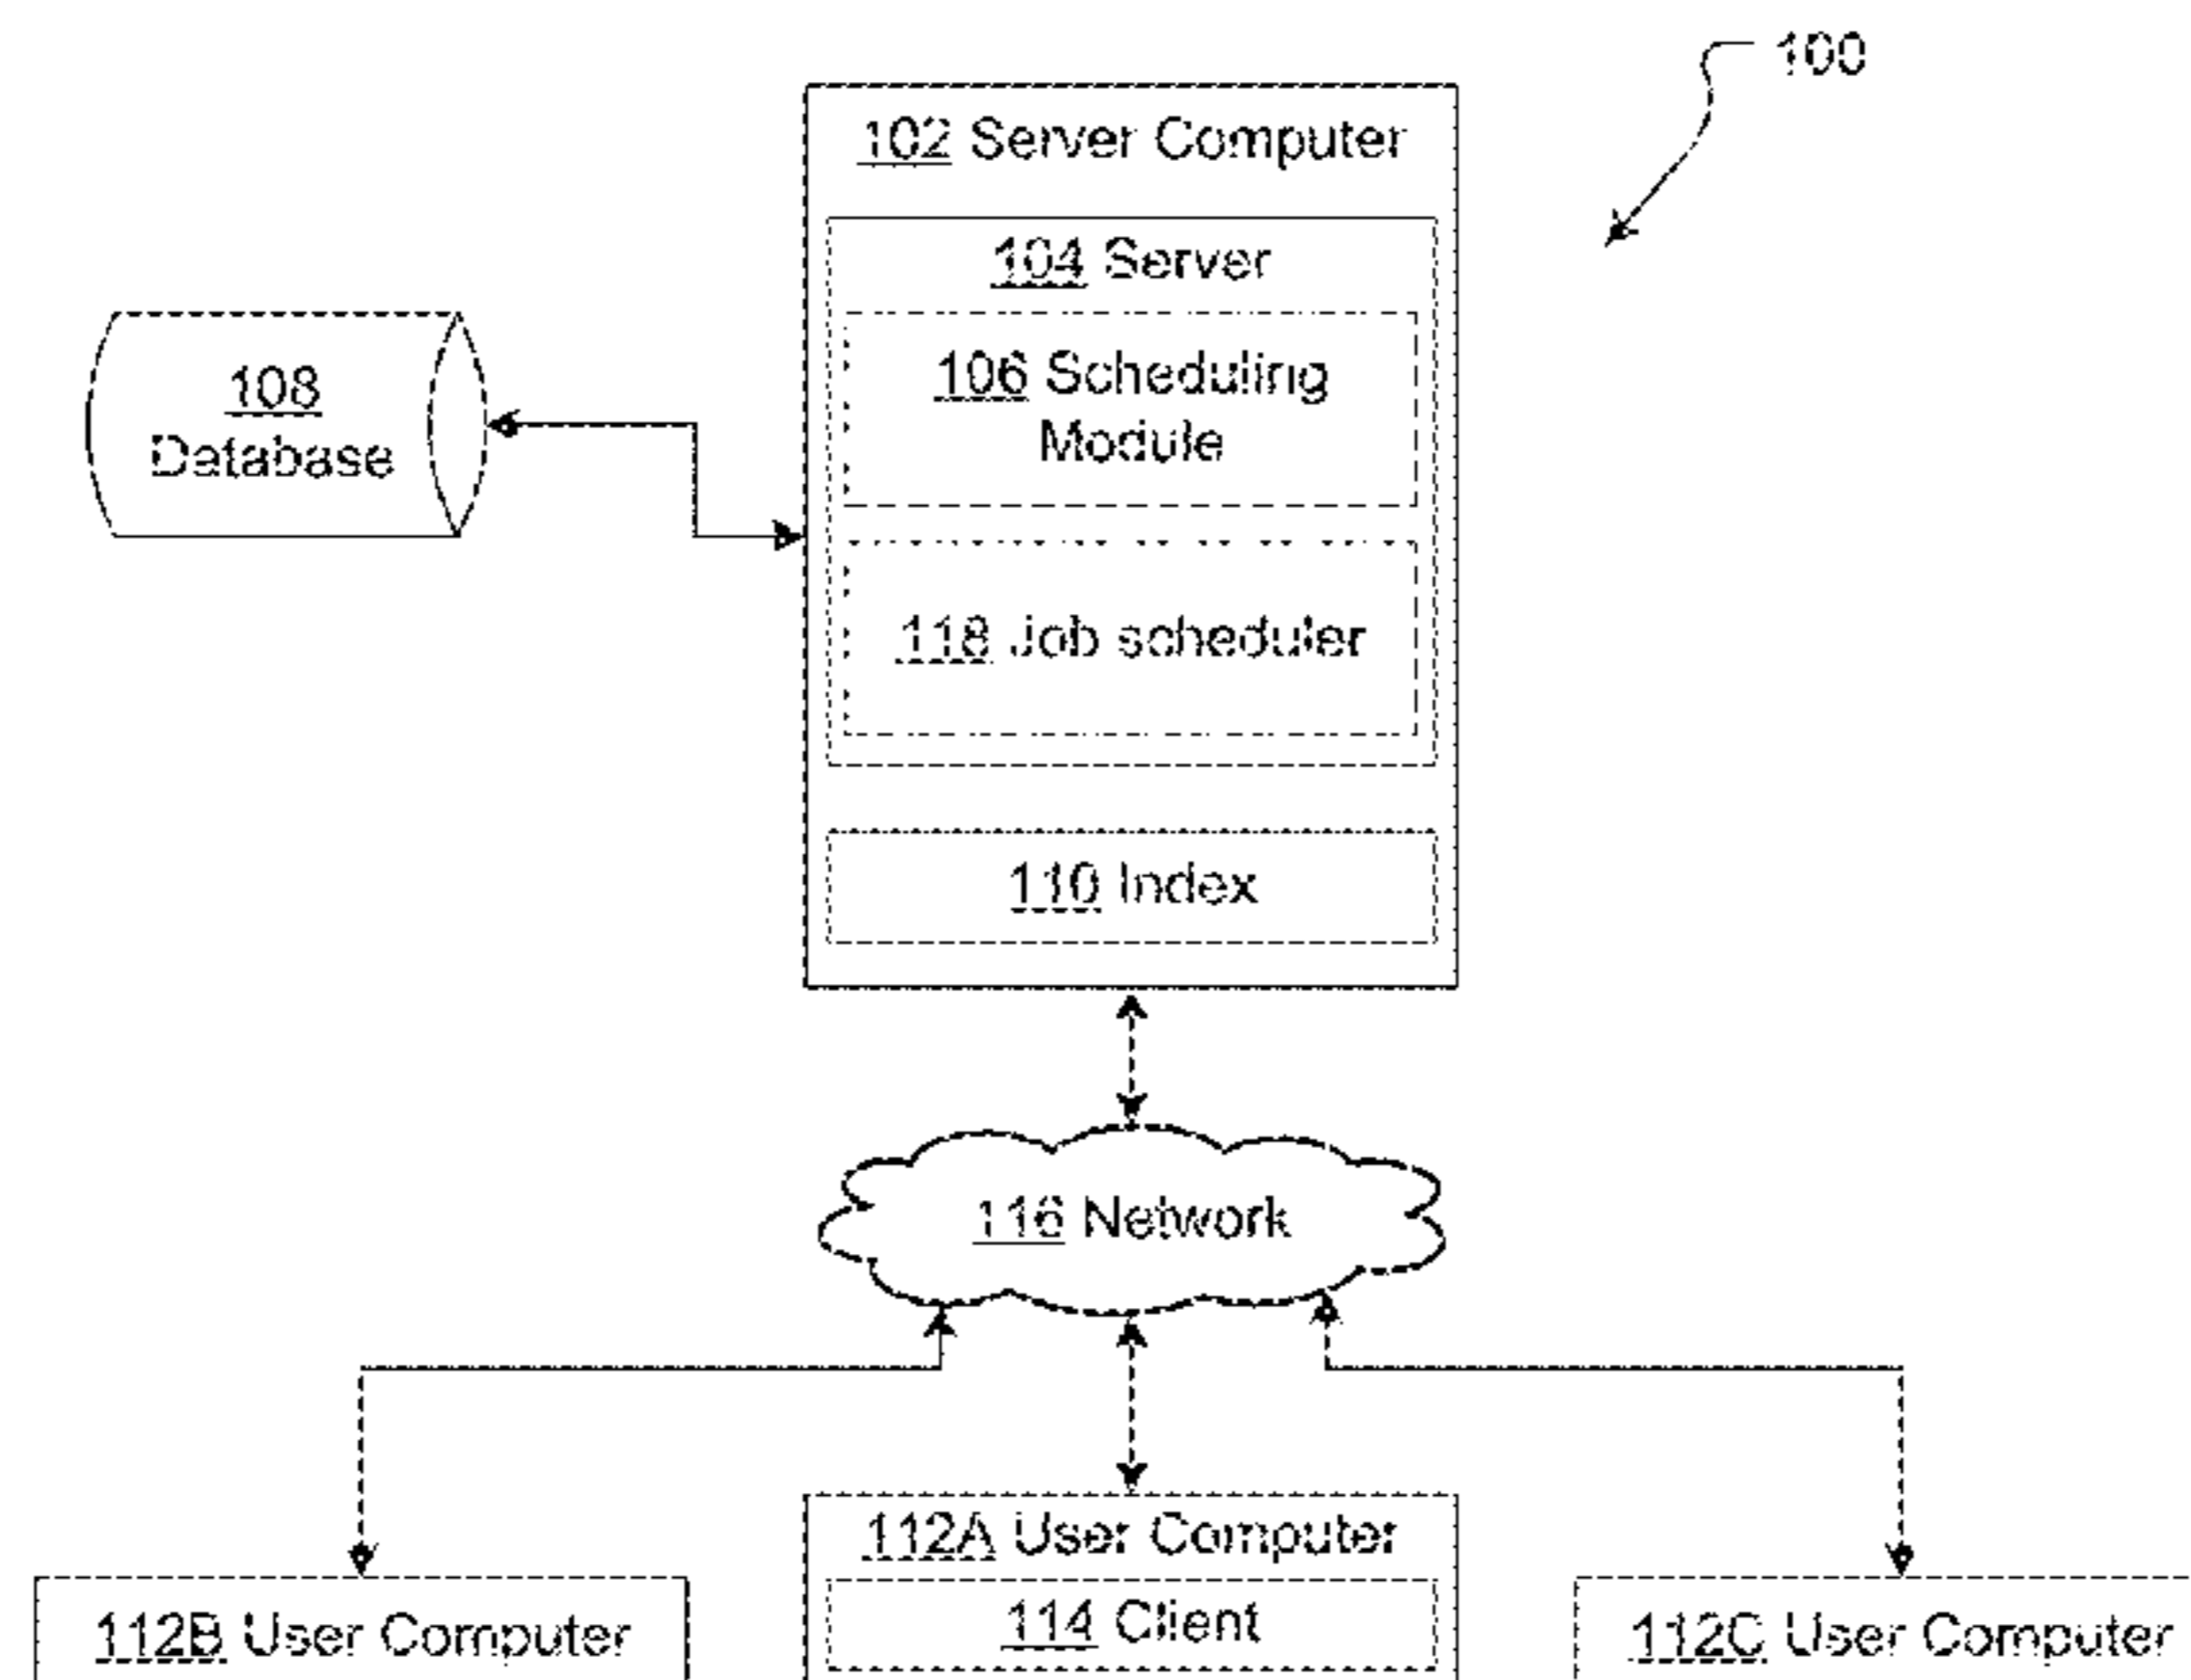 100
102 Server Computer
104 Server
106 Scheduling
Module
108
Database
118 Job scheduler
110 Index
116 Network
112A User Computer
114 Client
112B User Computer
112C User Computer